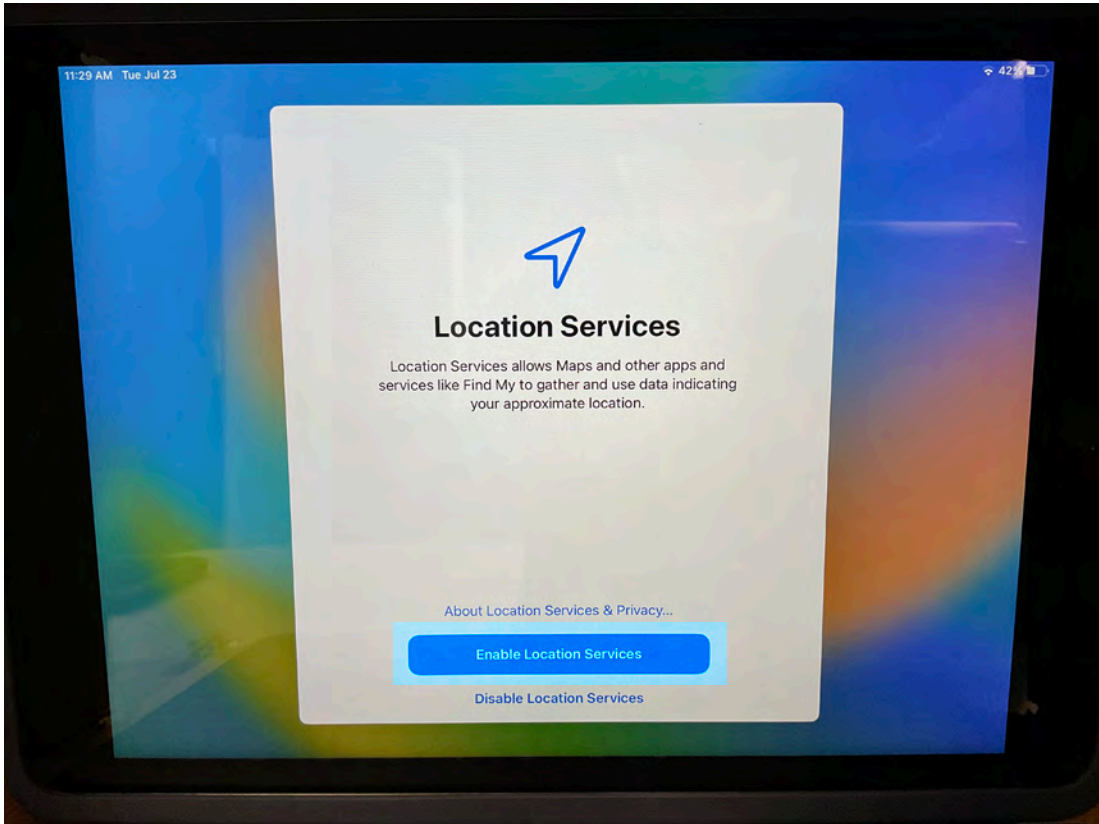 11:29 AM Tue Jul 23
42%
Location Services
Location Services allows Maps and other apps and
services like Find My to gather and use data indicating
your approximate location.
About Location Services & Privacy...
Enable Location Services
Disable Location Services